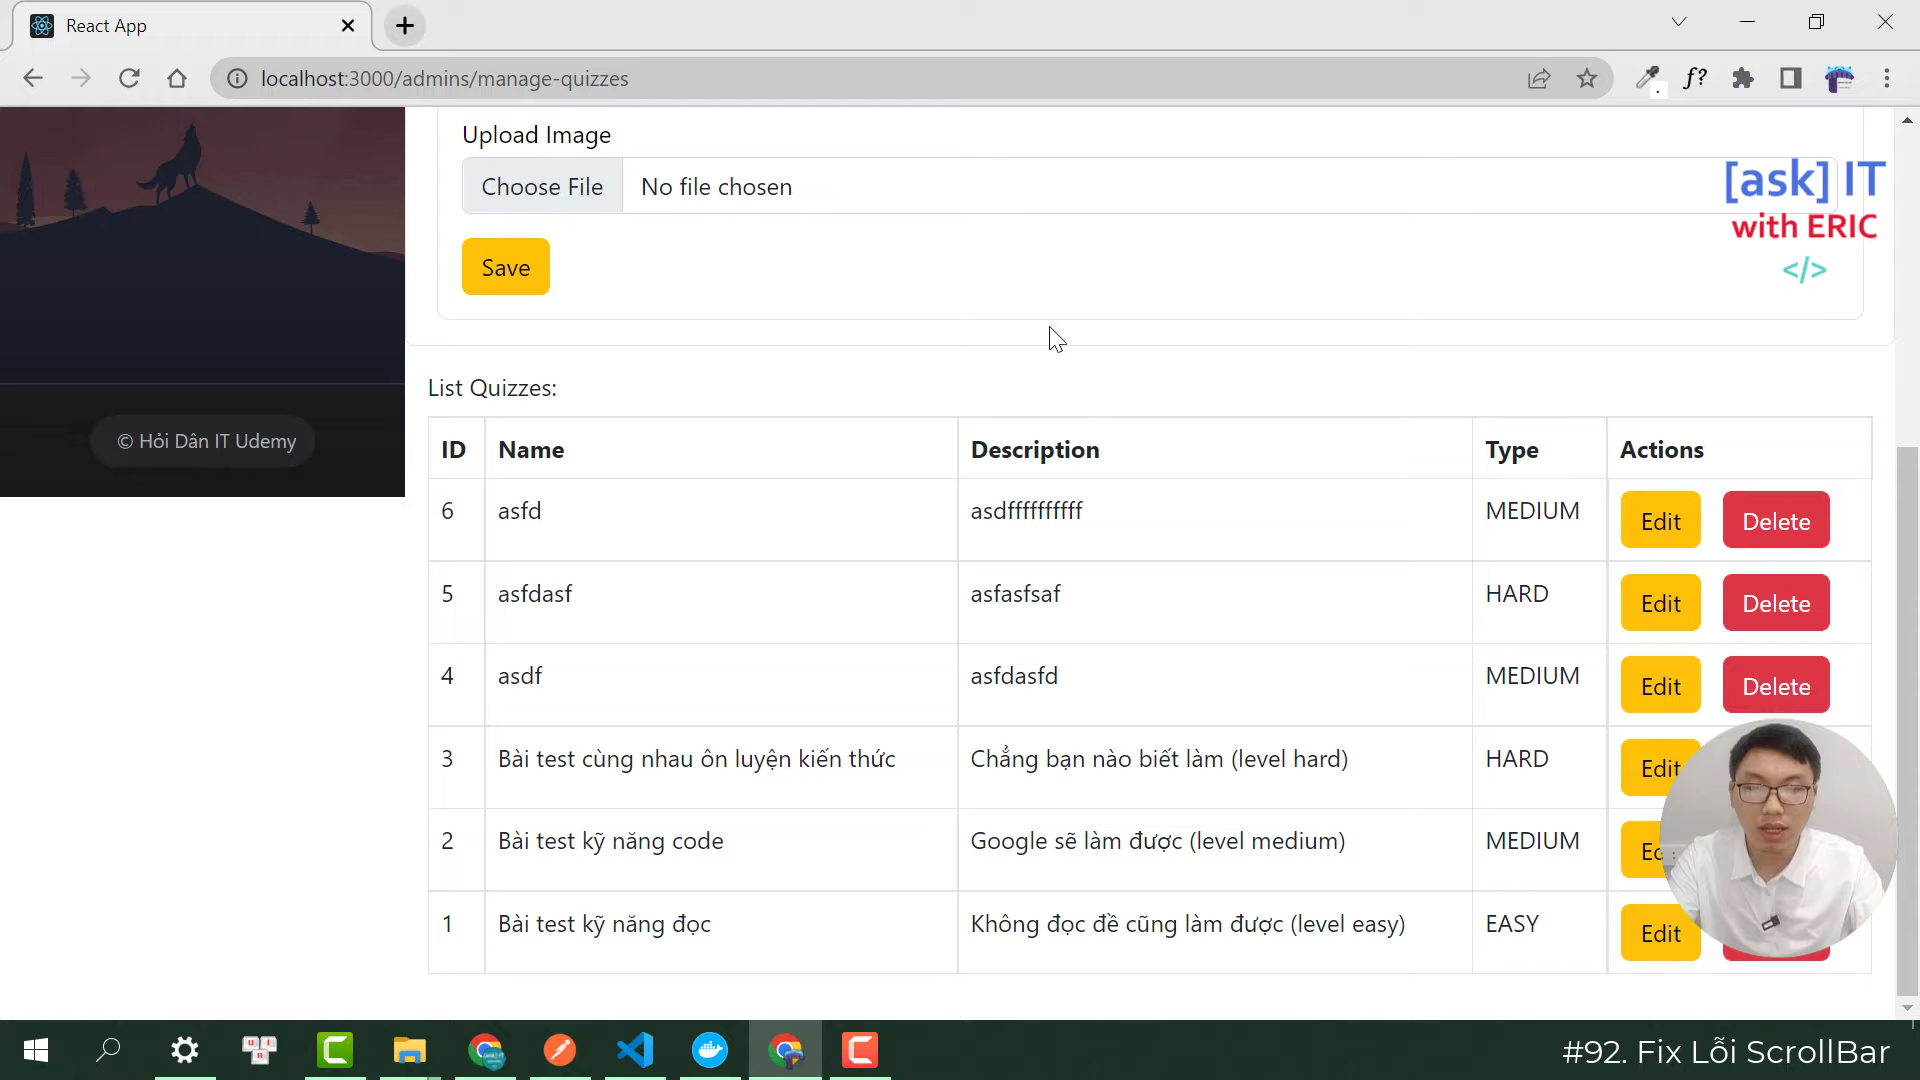 React App
localhost:3000/admins/manage-quizzes
f?
Upload Image
Choose File No file chosen
[ask] IT
with ERIC
</>
Save
List Quizzes:
© Hỏi Dân IT Udemy
ID Name Description Type Actions
6 asfd asdffffffffff MEDIUM Edit Delete
5 asfdasf asfasfsaf HARD Edit Delete
4 asdf asfdasfd MEDIUM Edit Delete
3 Bài test cùng nhau ôn luyện kiến thức Chẳng bạn nào biết làm (level hard) HARD Edit
2 Bài test kỹ năng code Google sẽ làm được (level medium) MEDIUM
1 Bài test kỹ năng đọc Không đọc đề cũng làm được (level easy) EASY Edit
#92. Fix Lỗi ScrollBar